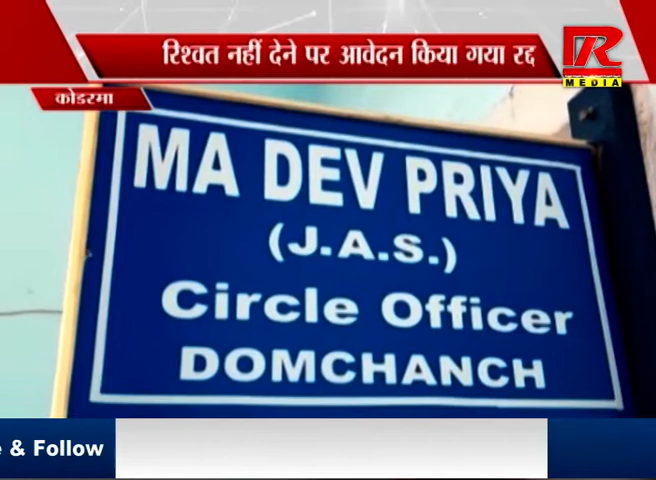 रिश्वत नहीं देने पर आवेदन किया गया रद्द
R
MEDIA
कोडरमा
MA DEV PRIYA
(J.A.S.)
Circle Officer
DOMCHANCH
e & Follow